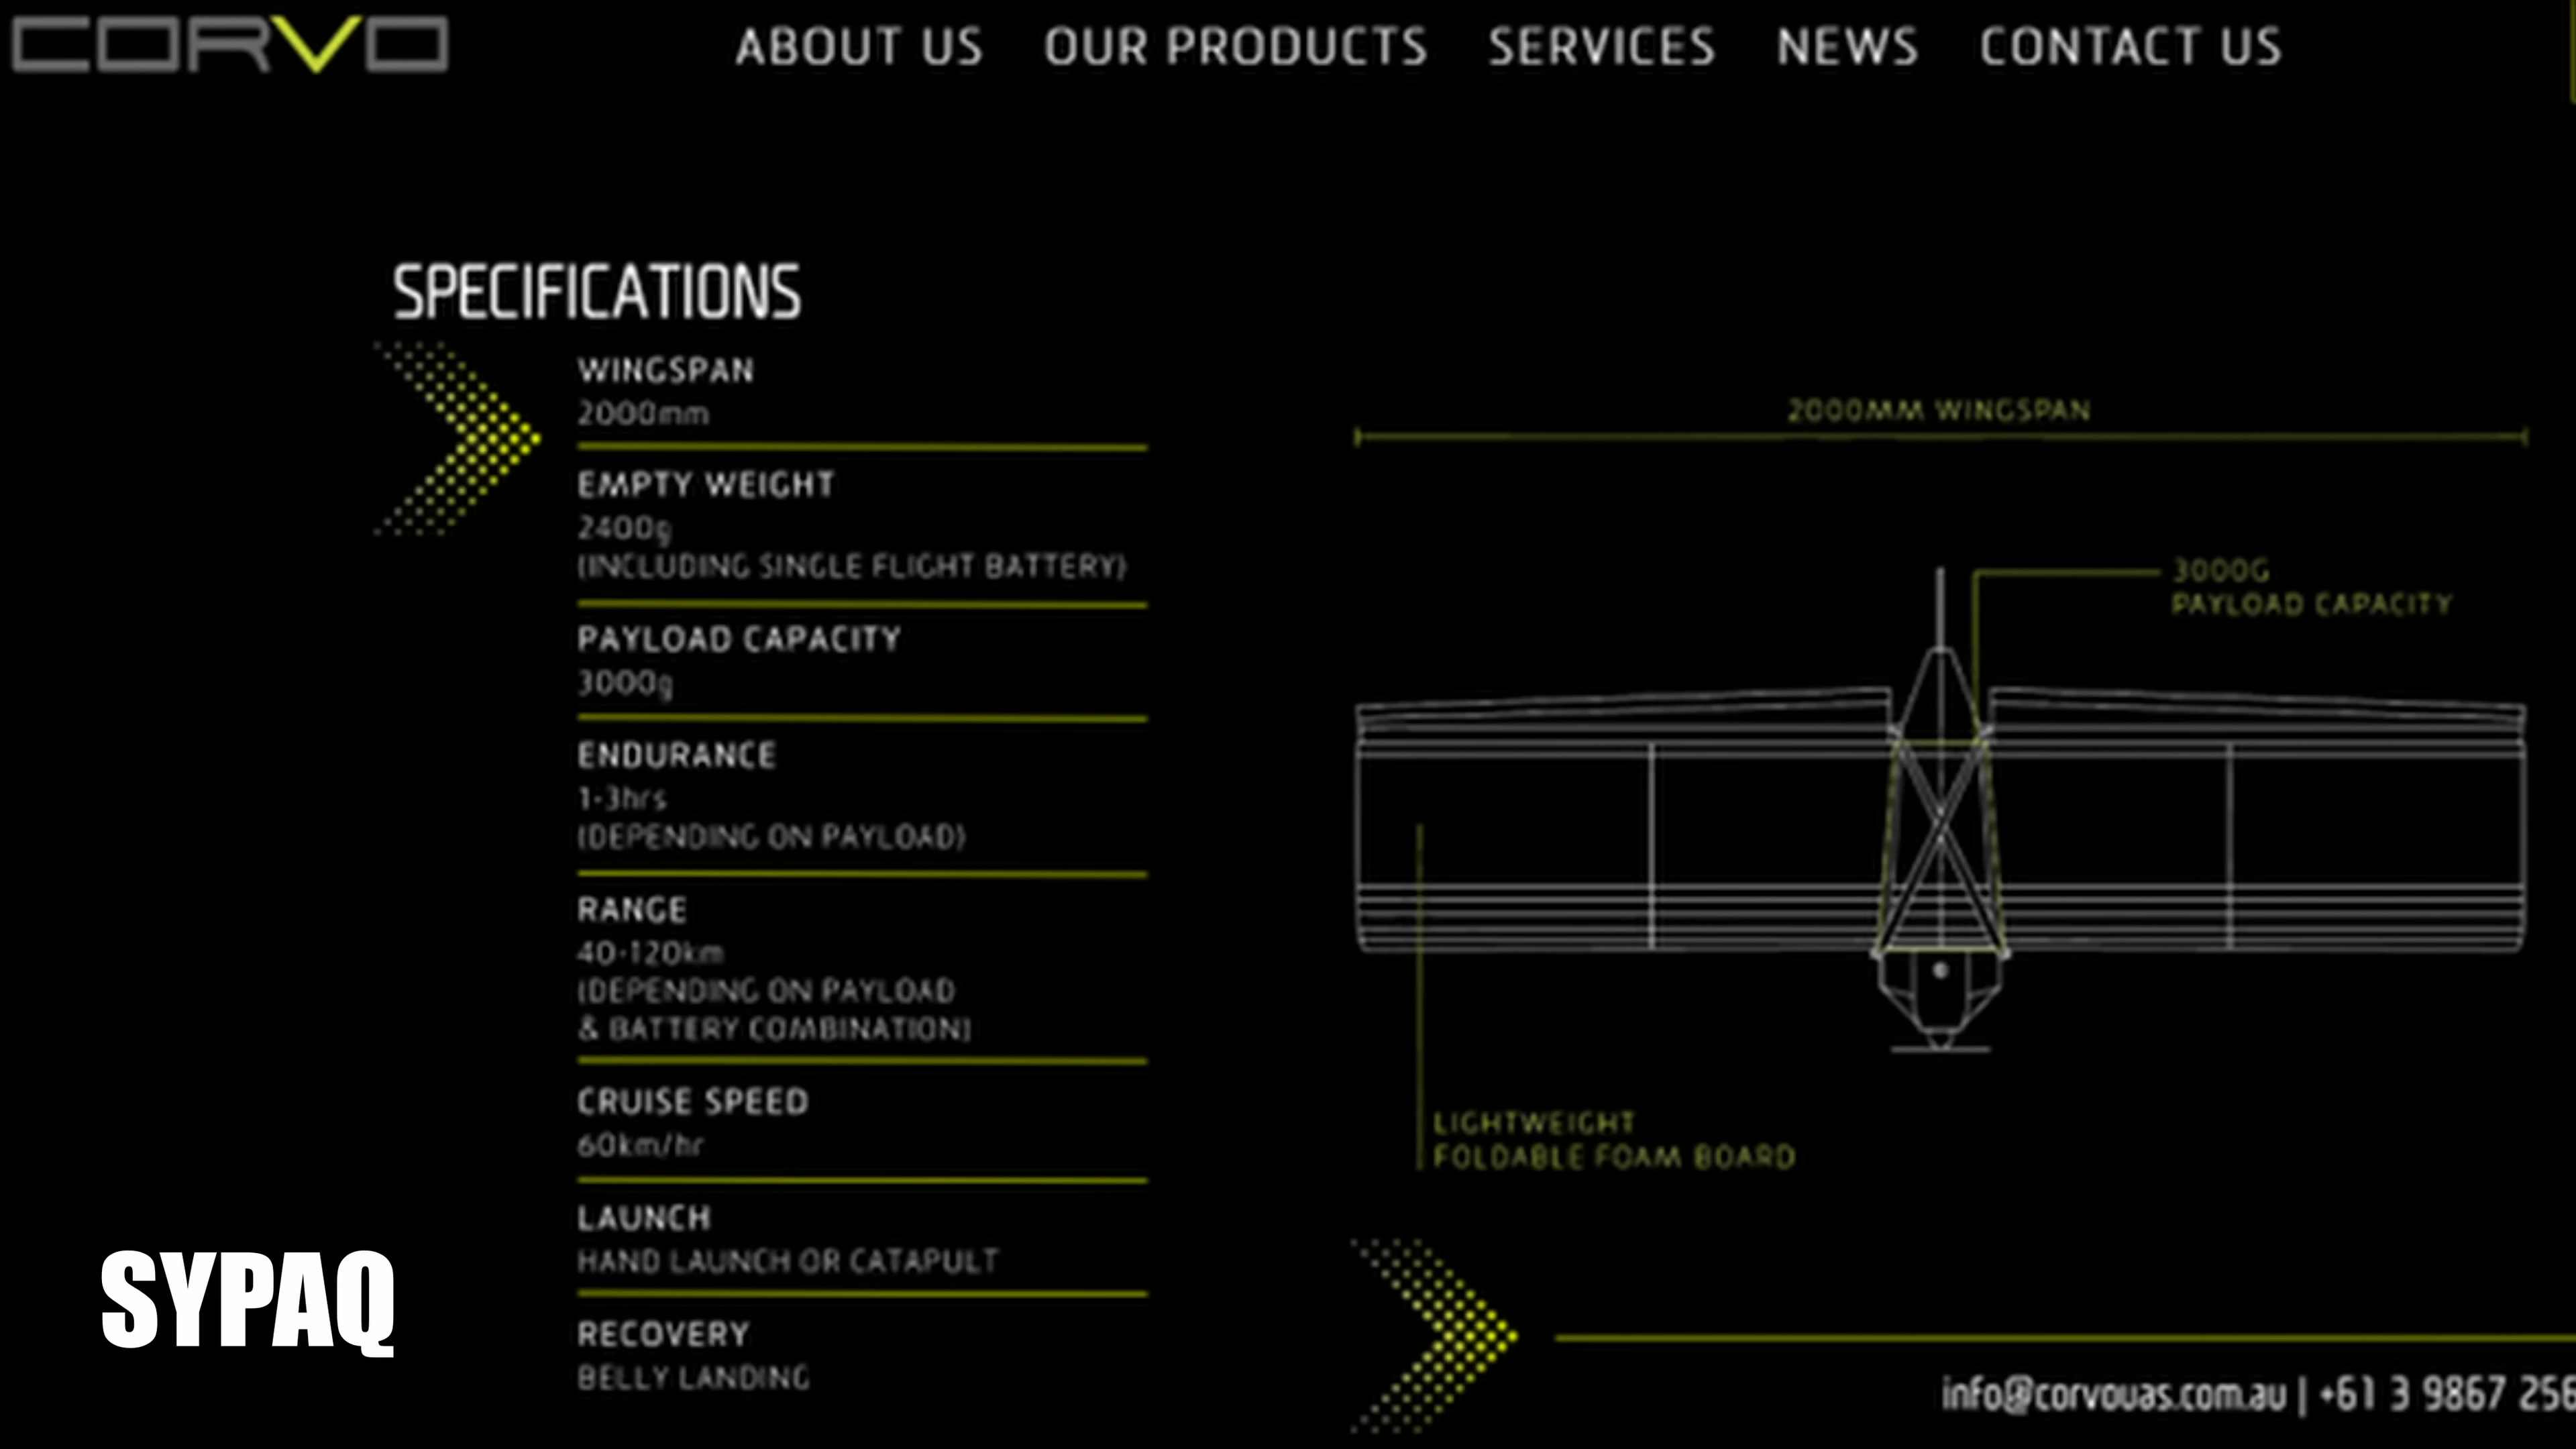 CORVO
ABOUT US
OUR PRODUCTS
SERVICES
NEWS
CONTACT US
SPECIFICATIONS
WINGSPAN
2000mm
EMPTY WEIGHT
2400g
(INCLUDING SINGLE FLIGHT BATTERY)
PAYLOAD CAPACITY
3000g
ENDURANCE
1-3hrs
(DEPENDING ON PAYLOAD)
RANGE
40-120km
(DEPENDING ON PAYLOAD
& BATTERY COMBINATION)
CRUISE SPEED
60km/hr
LAUNCH
HAND LAUNCH OR CATAPULT
RECOVERY
BELLY LANDING
2000MM WINGSPAN
3000G
PAYLOAD CAPACITY
LIGHTWEIGHT
FOLDABLE FOAM BOARD
SYPAQ
info@corvouas.com.au | +61 3 9867 256